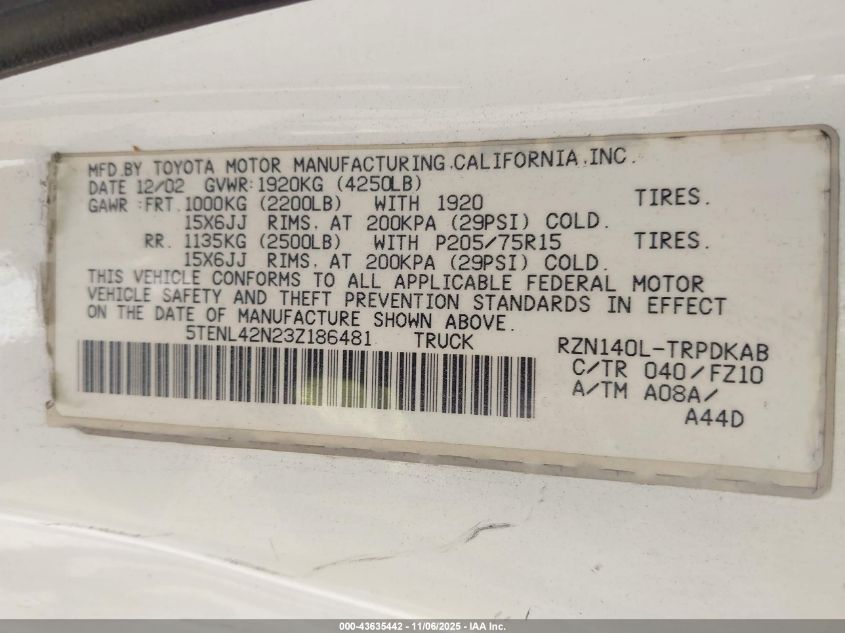 MFD.BY TOYOTA MOTOR MANUFACTURING.CALIFORNIA,INC.
DATE 12/02 GVWR:1920KG (4250LB)
GAWR :FRT.1000KG (2200LB) WITH 1920 TIRES.
15X6JJ RIMS. AT 200KPA (29PSI) COLD.
RR. 1135KG (2500LB) WITH P205/75R15 TIRES.
15X6JJ RIMS. AT 200KPA (29PSI) COLD.
THIS VEHICLE CONFORMS TO ALL APPLICABLE FEDERAL MOTOR
VEHICLE SAFETY AND THEFT PREVENTION STANDARDS IN EFFECT
ON THE DATE OF MANUFACTURE SHOWN ABOVE.
5TENL42N23Z186481 TRUCK
RZN140L-TRPDKAB
C/TR 040/FZ10
A/TM A08A/
A44D
000-43635442 - 11/06/2025 - IAA Inc.